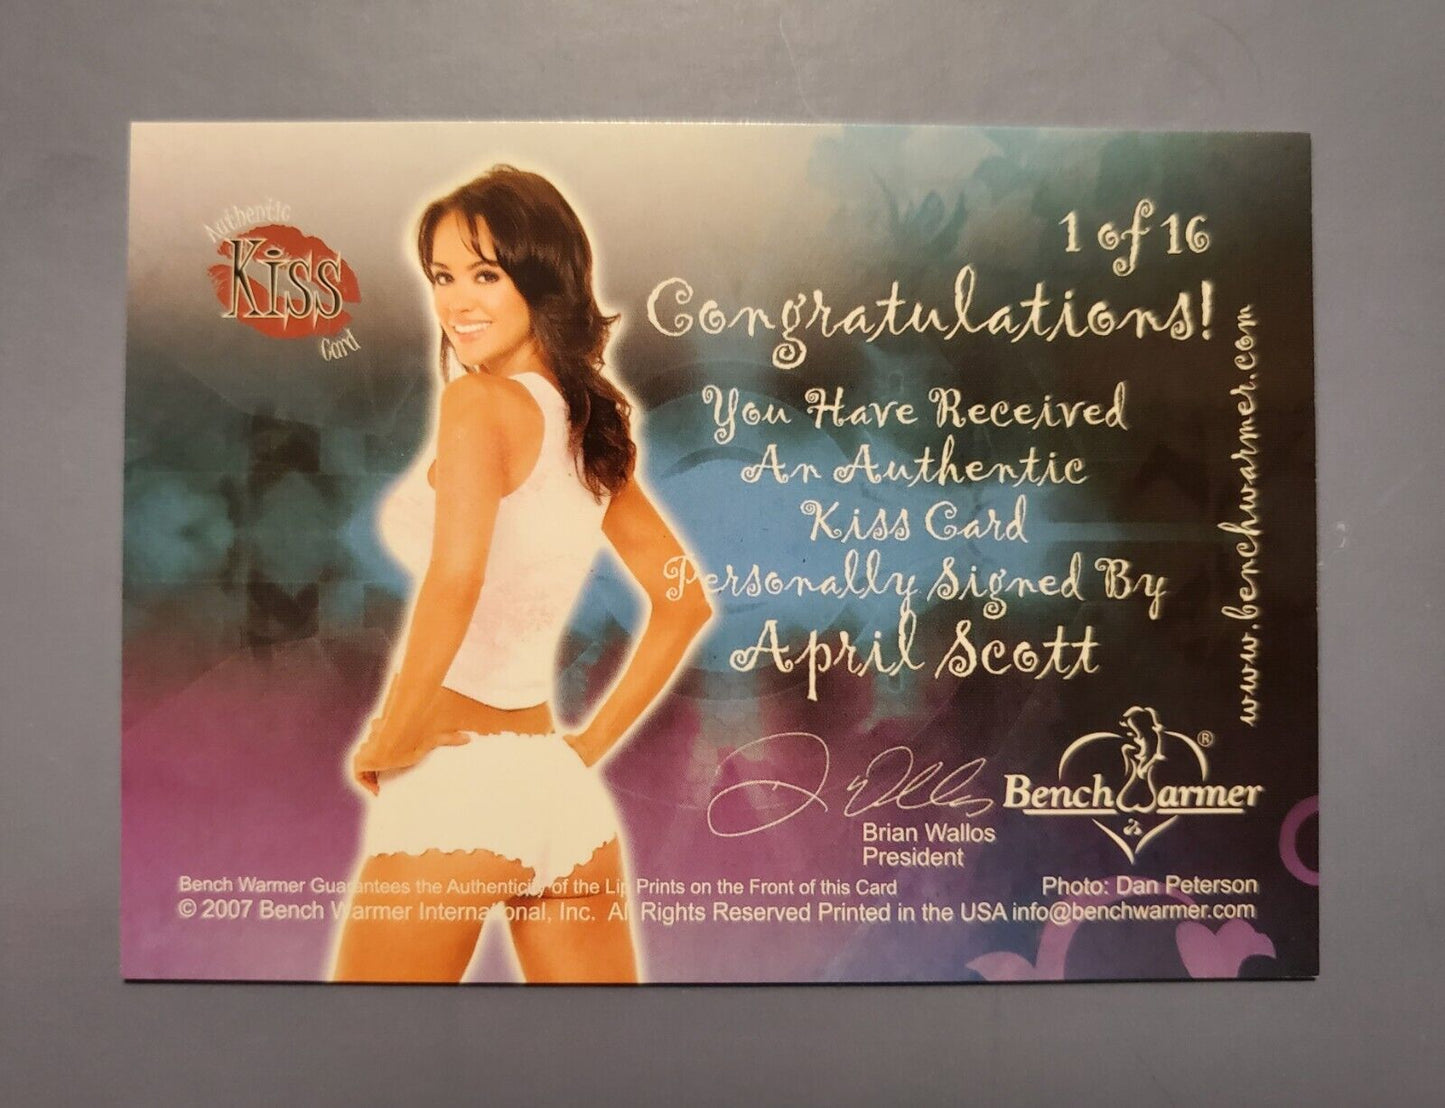 Authentic
Kiss
Card
1 of 16
Congratulations!
You Have Received
An Authentic
Kiss Card
Personally Signed By
April Scott
www.benchwarmer.com
Bench Warmer
®
Brian Wallos
President
Bench Warmer Guarantees the Authenticity of the Lip Prints on the Front of this Card
Photo: Dan Peterson
© 2007 Bench Warmer International, Inc. All Rights Reserved Printed in the USA info@benchwarmer.com